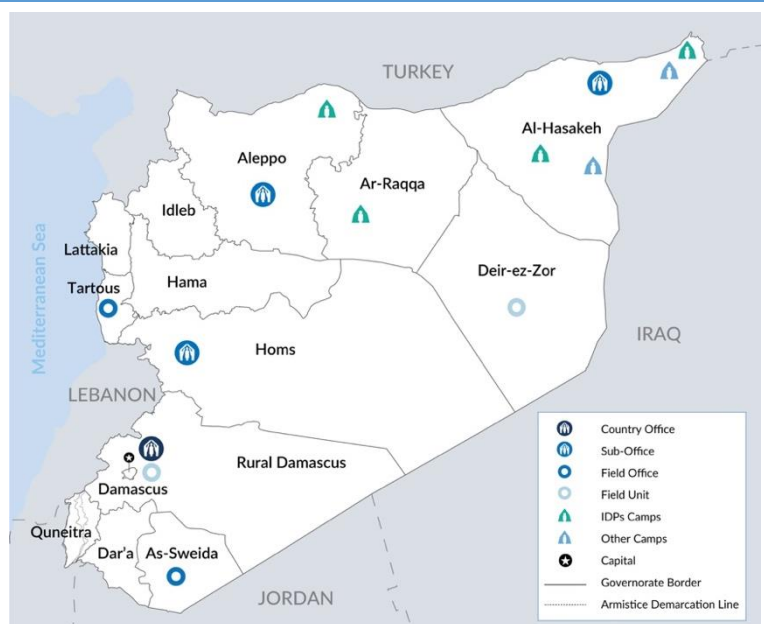 TURKEY
Al-Hasakeh
Aleppo
Ar-Raqqa
Idleb
Lattakia
Deir-ez-Zor
Hama
Tartous
Mediterranean Sea
IRAQ
Homs
LEBANON
Rural Damascus
Damascus
Quneitra
Dar'a
As-Sweida
JORDAN
Country Office
Sub-Office
Field Office
Field Unit
IDPs Camps
Other Camps
Capital
Governorate Border
Armistice Demarcation Line